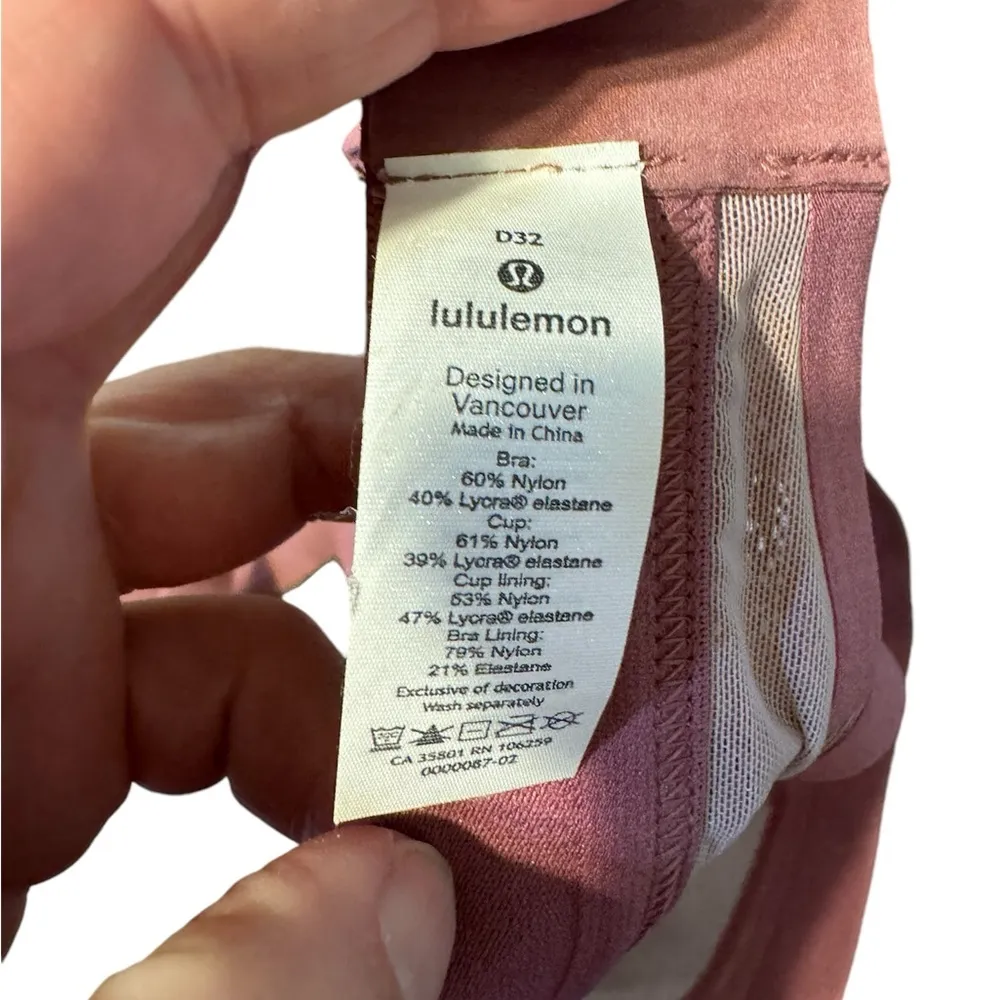 D32
lululemon
Designed in
Vancouver
Made in China
Bra:
60% Nylon
40% Lycra® elastane
Cup:
61% Nylon
39% Lycra® elastane
Cup lining:
53% Nylon
47% Lycra® elastane
Bra Lining:
79% Nylon
21% Elastane
Exclusive of decoration
Wash separately
CA 35801 RN 106259
0000087-02